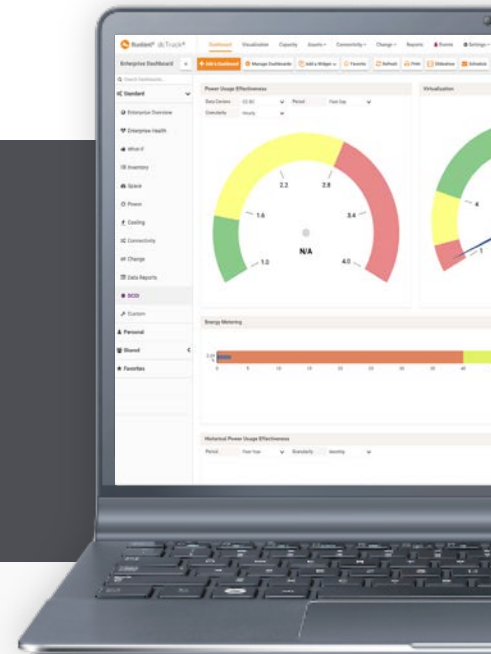 Sunbird® dcTrack®
Dashboard Visualization Capacity Assets Connectivity Change Reports Events Settings
Enterprise Dashboard
+ Add a Dashboard Manage Dashboards Add a Widget Favorite Refresh Print Slideshow Schedule
Search Dashboards...
Standard
Enterprise Overview
Enterprise Health
What-If
Inventory
Space
Power
Cooling
Connectivity
Change
Data Reports
Custom
Personal
Shared
Favorites
Power Usage Effectiveness
Data Centers Period Past Day
Granularity Hourly
1.0
1.6
2.2
2.8
3.4
4.0
N/A
Virtualization
4
1
Energy Metering
0 5 10 15 20 25 30 35 40
Historical Power Usage Effectiveness
Period Past Year Granularity Monthly